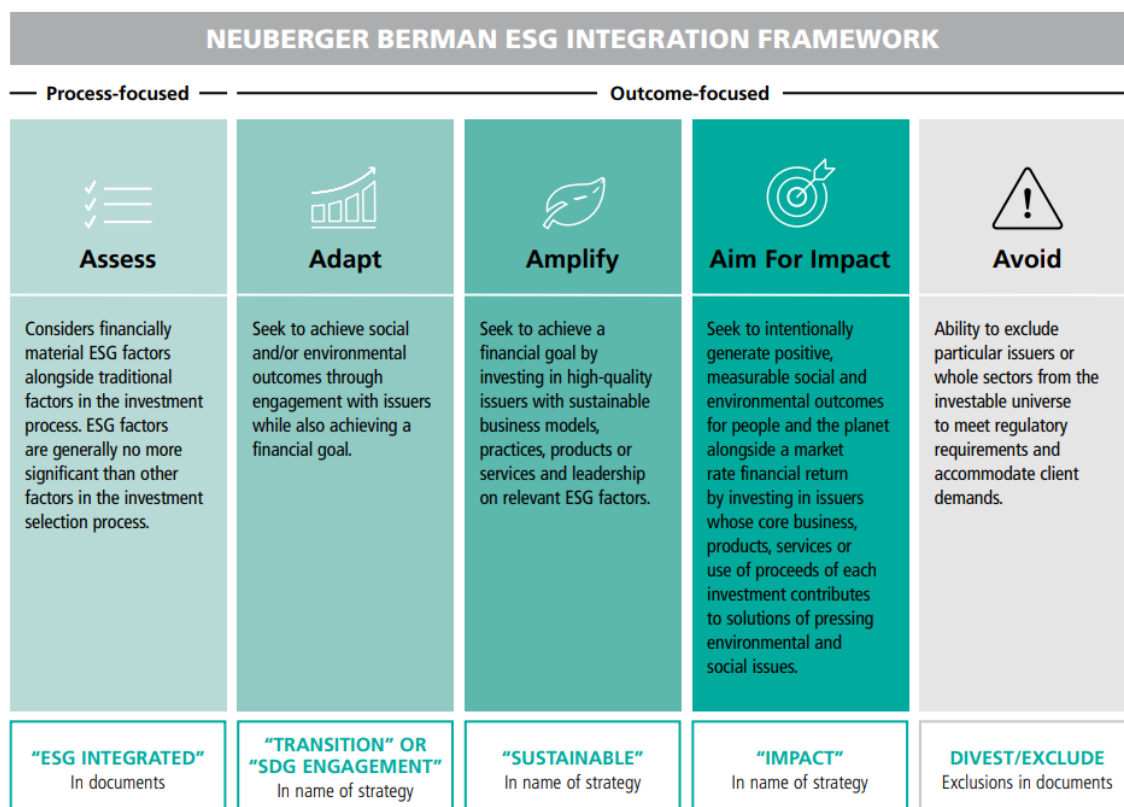 NEUBERGER BERMAN ESG INTEGRATION FRAMEWORK
Process-focused
Outcome-focused
Assess
Considers financially
material ESG factors
alongside traditional
factors in the investment
process. ESG factors
are generally no more
significant than other
factors in the investment
selection process.
"ESG INTEGRATED"
In documents
Adapt
Seek to achieve social
and/or environmental
outcomes through
engagement with issuers
while also achieving a
financial goal.
"TRANSITION" OR
"SDG ENGAGEMENT"
In name of strategy
Amplify
Seek to achieve a
financial goal by
investing in high-quality
issuers with sustainable
business models,
practices, products or
services and leadership
on relevant ESG factors.
"SUSTAINABLE"
In name of strategy
Aim For Impact
Seek to intentionally
generate positive,
measurable social and
environmental outcomes
for people and the planet
alongside a market
rate financial return
by investing in issuers
whose core business,
products, services or
use of proceeds of each
investment contributes
to solutions of pressing
environmental and
social issues.
"IMPACT"
In name of strategy
Avoid
Ability to exclude
particular issuers or
whole sectors from the
investable universe
to meet regulatory
requirements and
accommodate client
demands.
DIVEST/EXCLUDE
Exclusions in documents